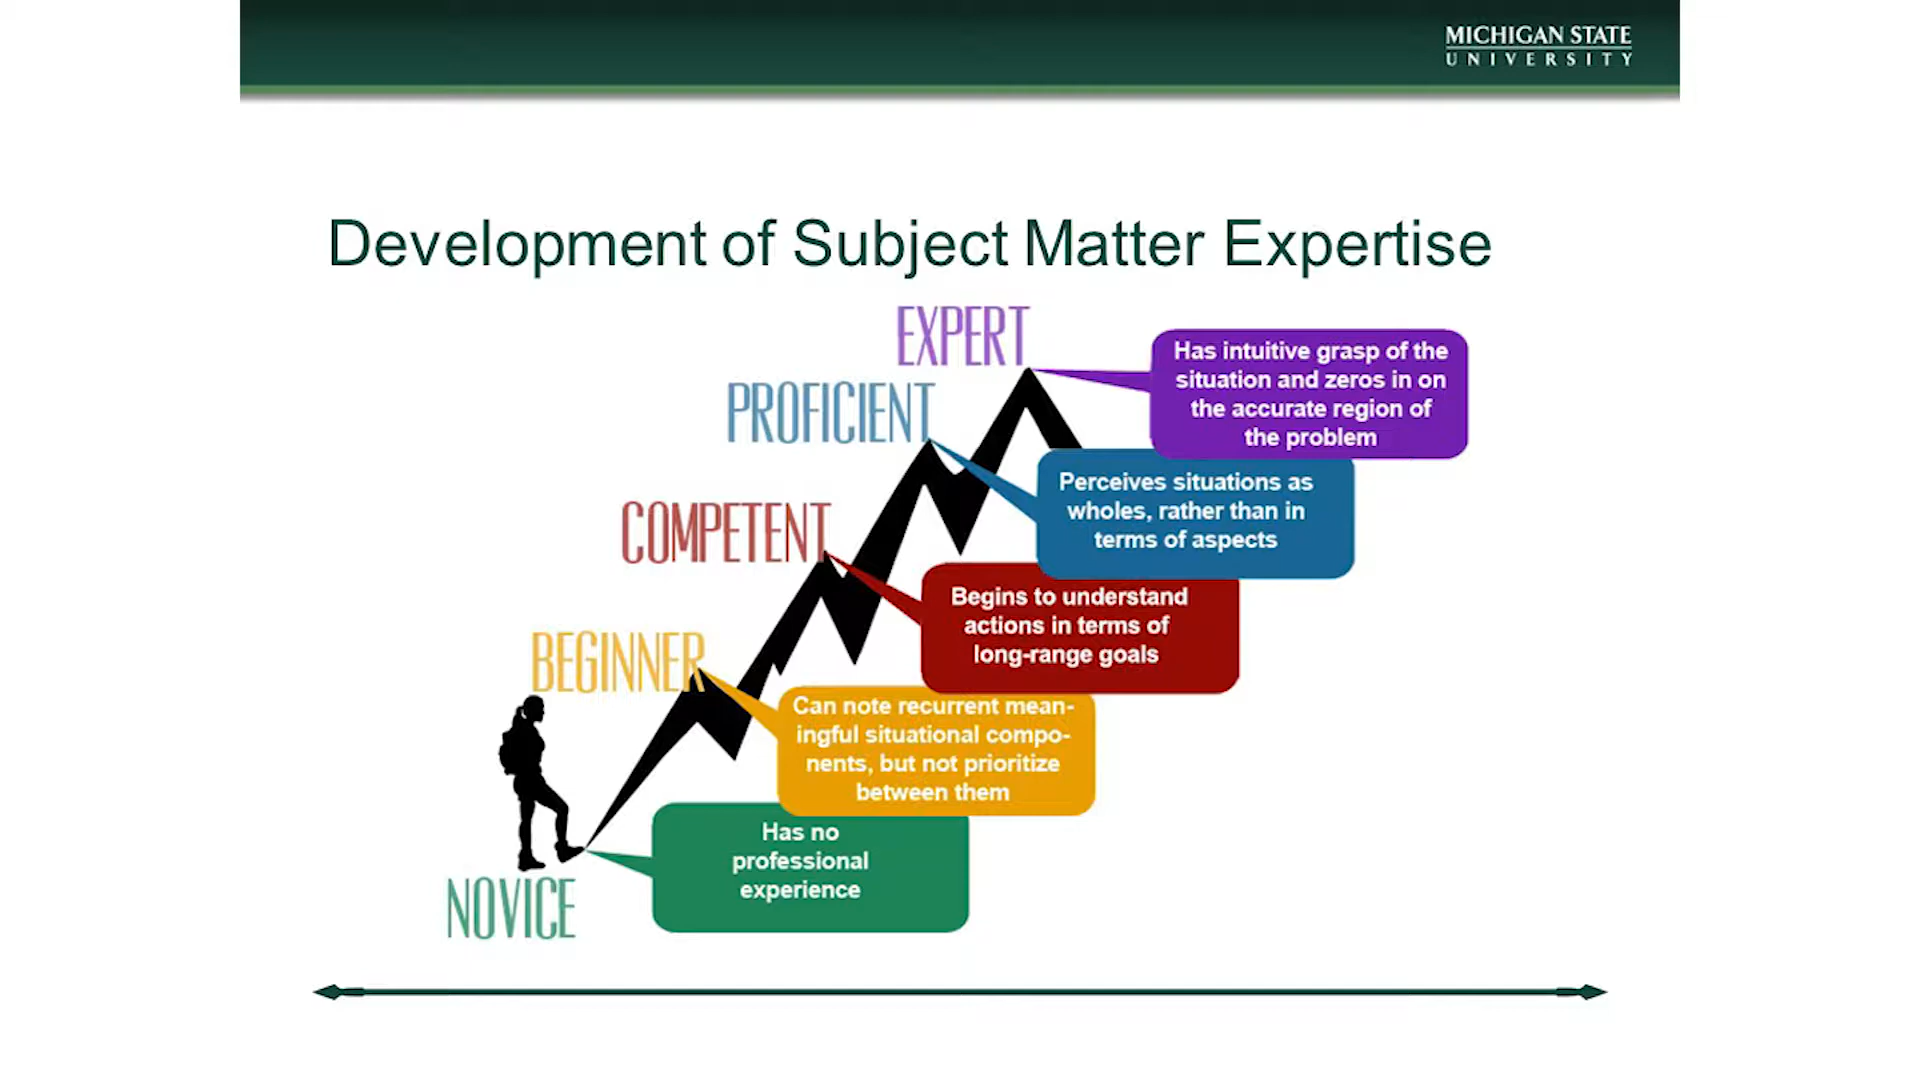 MICHIGAN STATE
UNIVERSITY
Development of Subject Matter Expertise
EXPERT
Has intuitive grasp of the
situation and zeros in on
the accurate region of
the problem
PROFICIENT
Perceives situations as
wholes, rather than in
terms of aspects
COMPETENT
Begins to understand
actions in terms of
long-range goals
BEGINNER
Can note recurrent mean-
ingful situational compo-
nents, but not prioritize
between them
Has no
professional
experience
NOVICE